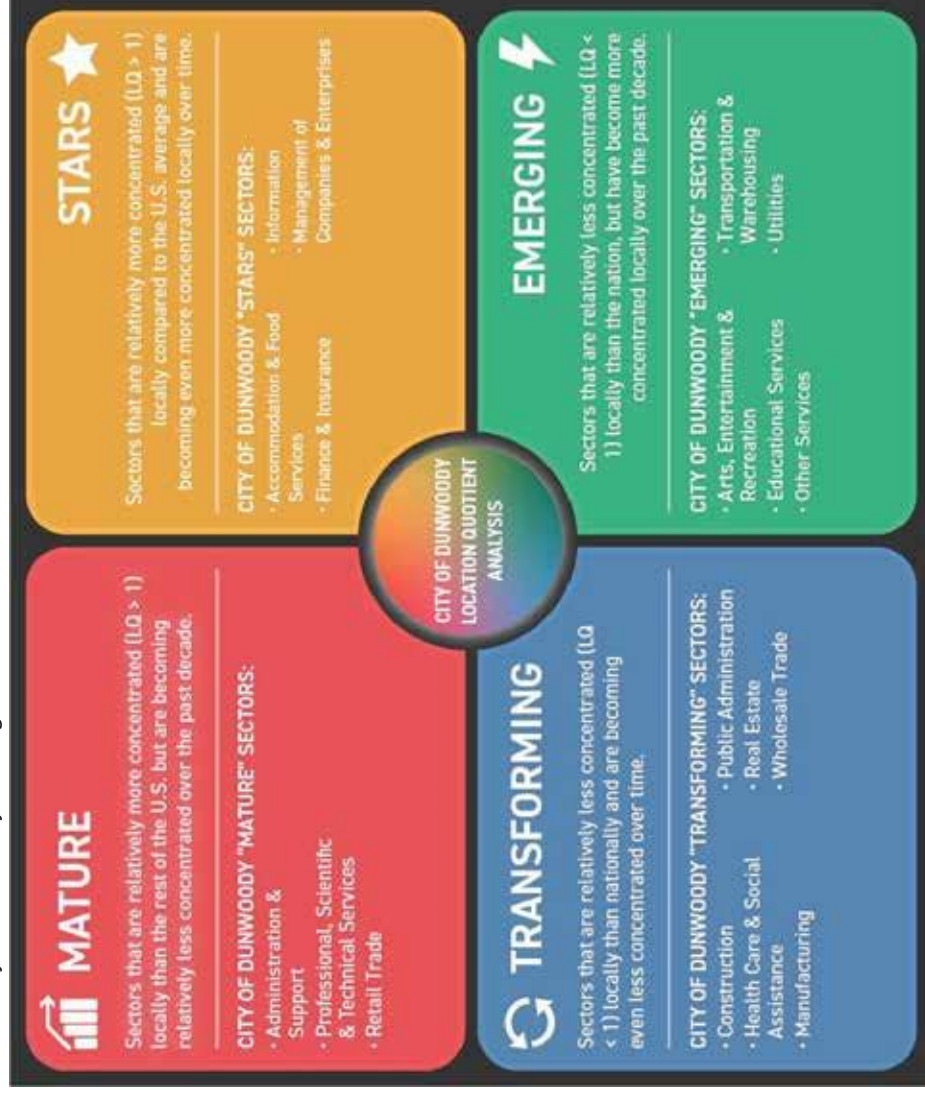 MATURE
Sectors that are relatively more concentrated (LQ > 1)
locally than the rest of the U.S. but are becoming
relatively less concentrated over the past decade.
CITY OF DUNWOODY "MATURE" SECTORS:
· Administration &
Support
· Professional, Scientific
& Technical Services
· Retail Trade
STARS
Sectors that are relatively more concentrated (LQ > 1)
locally compared to the U.S. average and are
becoming even more concentrated locally over time.
CITY OF DUNWOODY "STARS" SECTORS:
· Accommodation & Food
Services
· Finance & Insurance
· Information
· Management of
Companies & Enterprises
CITY OF DUNWOODY
LOCATION QUOTIENT
ANALYSIS
TRANSFORMING
Sectors that are relatively less concentrated (LQ
< 1) locally than nationally and are becoming
even less concentrated over time.
CITY OF DUNWOODY "TRANSFORMING" SECTORS:
· Construction
· Health Care & Social
Assistance
· Manufacturing
· Public Administration
· Real Estate
· Wholesale Trade
EMERGING
Sectors that are relatively less concentrated (LQ <
1) locally than the nation, but have become more
concentrated locally over the past decade.
CITY OF DUNWOODY "EMERGING" SECTORS:
· Arts, Entertainment &
Recreation
· Educational Services
· Other Services
· Transportation &
Warehousing
· Utilities